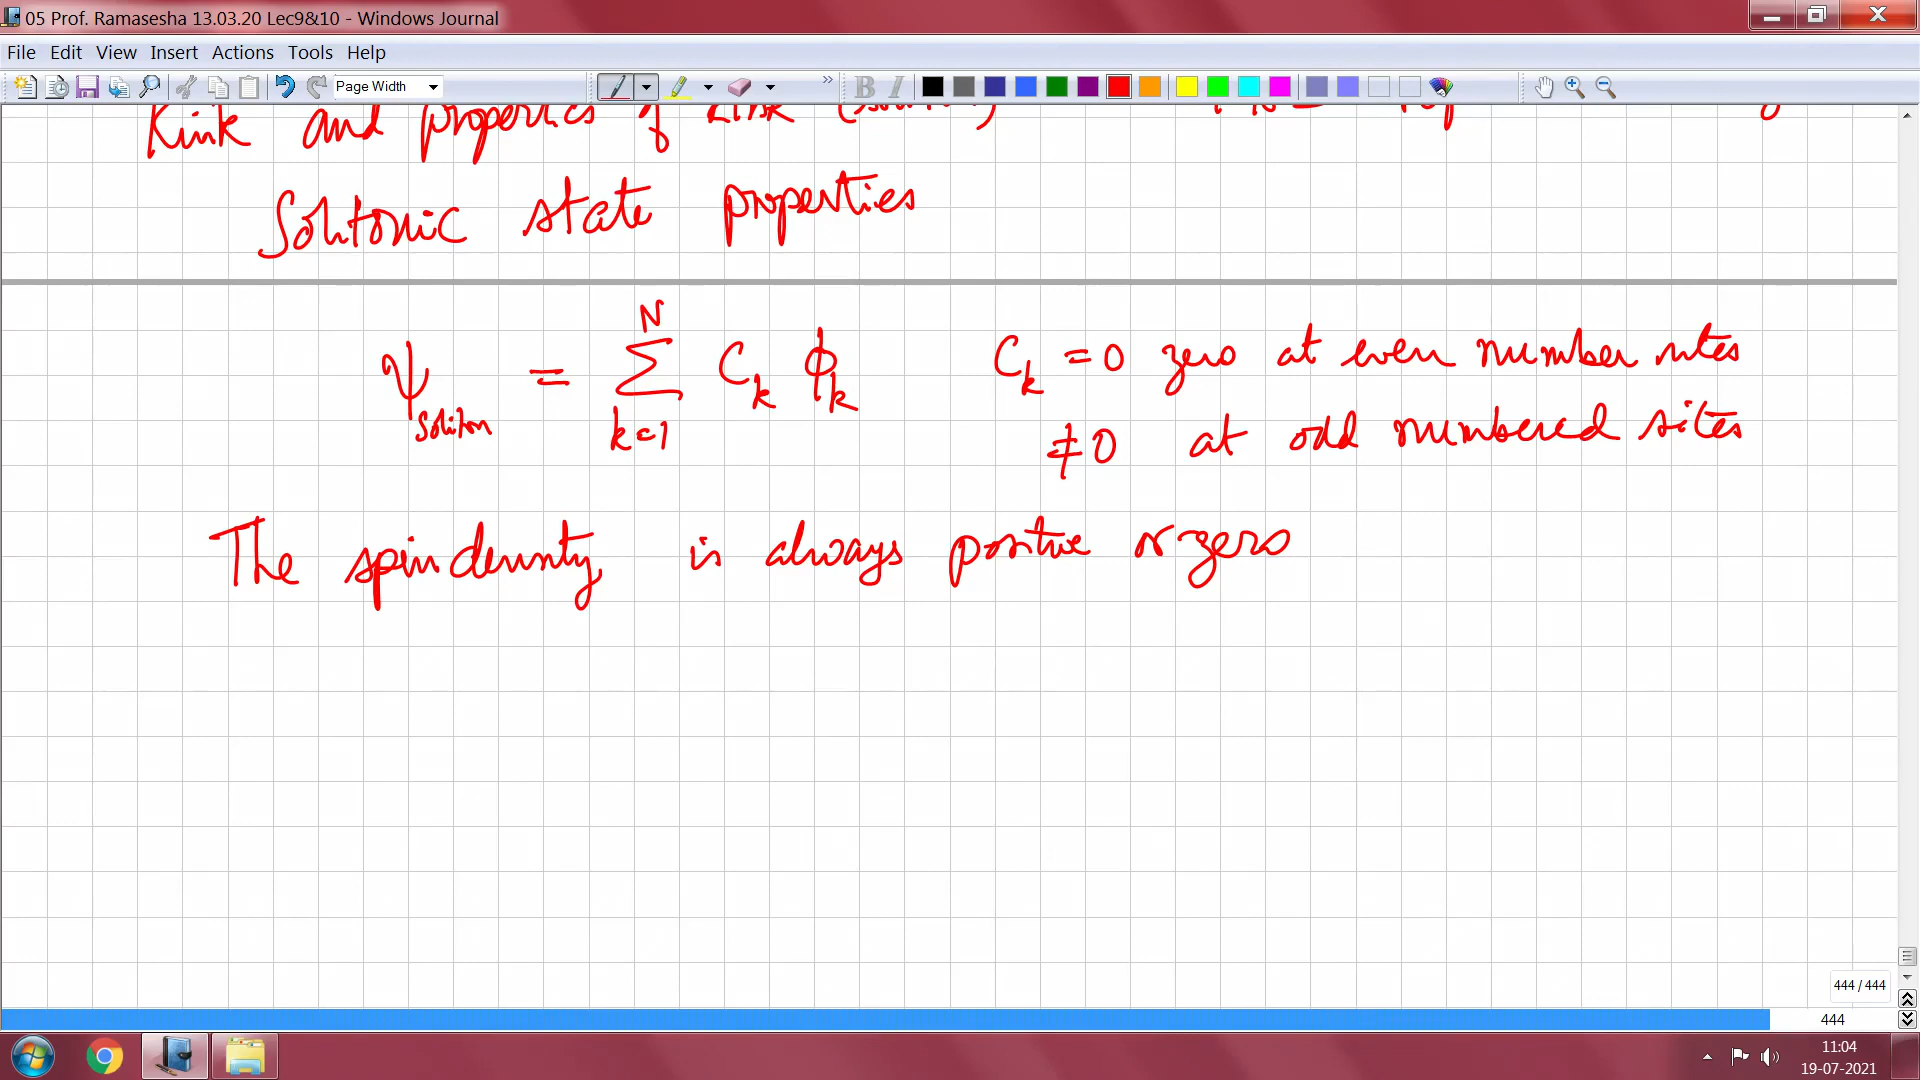 05 Prof. Ramasesha 13.03.20 Lec9&10 - Windows Journal
File Edit View Insert Actions Tools Help
Page Width
Kink and properties of kink
Solitonic state properties
ψ_soliton = Σ_{k=1}^{N} C_k ϕ_k C_k = 0 zero at even number sites
≠ 0 at odd numbered sites
The spin density is always positive or zero
444 / 444
444
11:04
19-07-2021